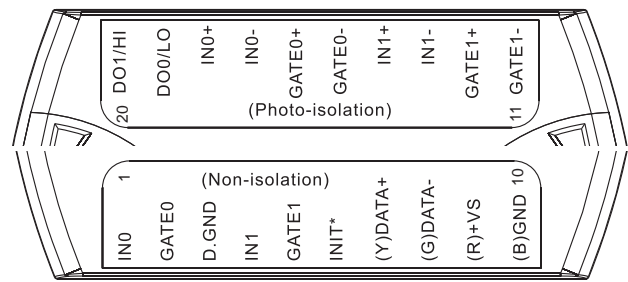 DO1/HI
DO0/LO
IN0+
IN0-
GATE0+
GATE0-
IN1+
IN1-
GATE1+
GATE1-
20
(Photo-isolation)
11
1
(Non-isolation)
10
IN0
GATE0
D.GND
IN1
GATE1
INIT*
(Y)DATA+
(G)DATA-
(R)+VS
(B)GND